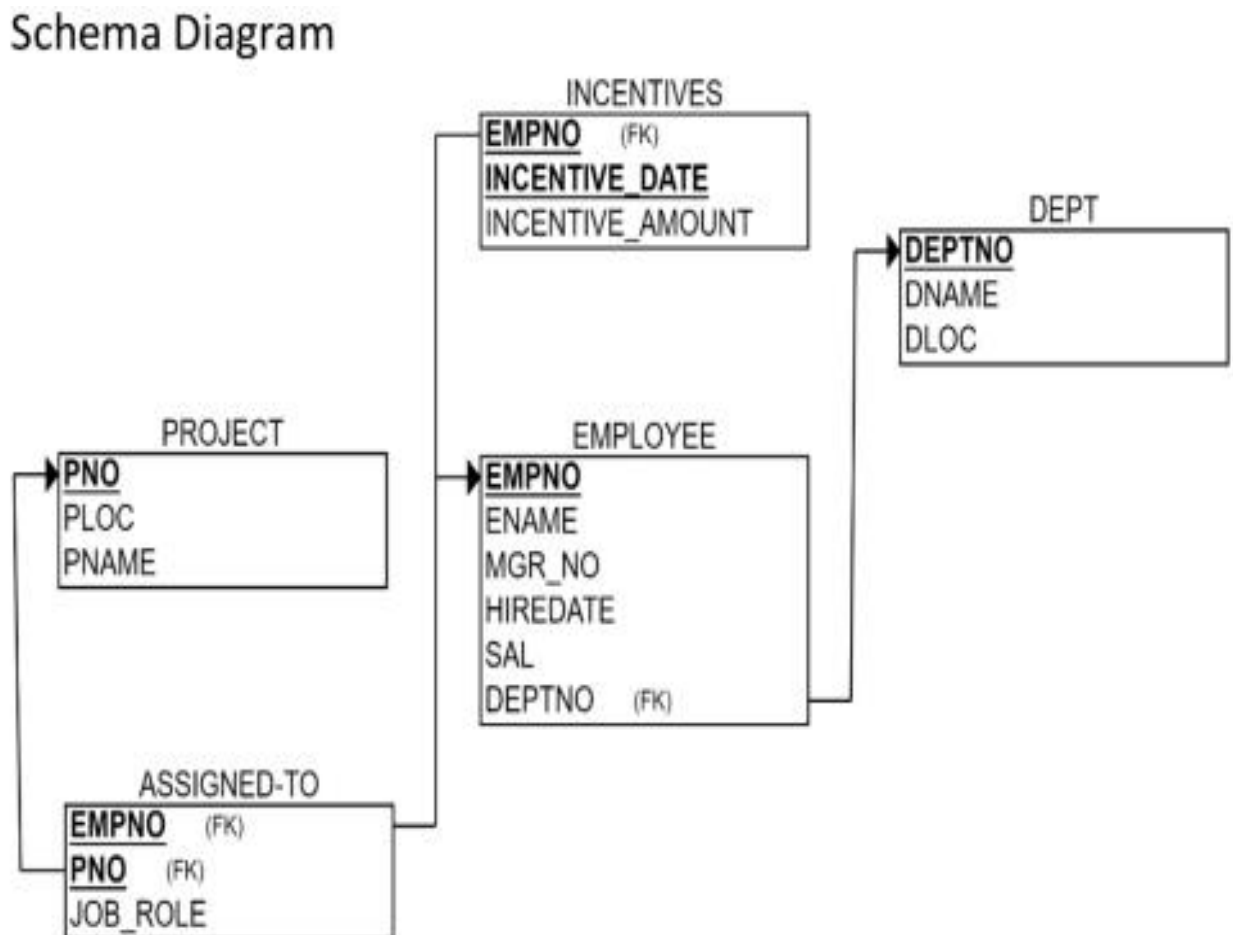 Schema Diagram
INCENTIVES
EMPNO (FK)
INCENTIVE_DATE
INCENTIVE_AMOUNT
DEPT
DEPTNO
DNAME
DLOC
PROJECT
PNO
PLOC
PNAME
EMPLOYEE
EMPNO
ENAME
MGR_NO
HIREDATE
SAL
DEPTNO (FK)
ASSIGNED-TO
EMPNO (FK)
PNO (FK)
JOB_ROLE